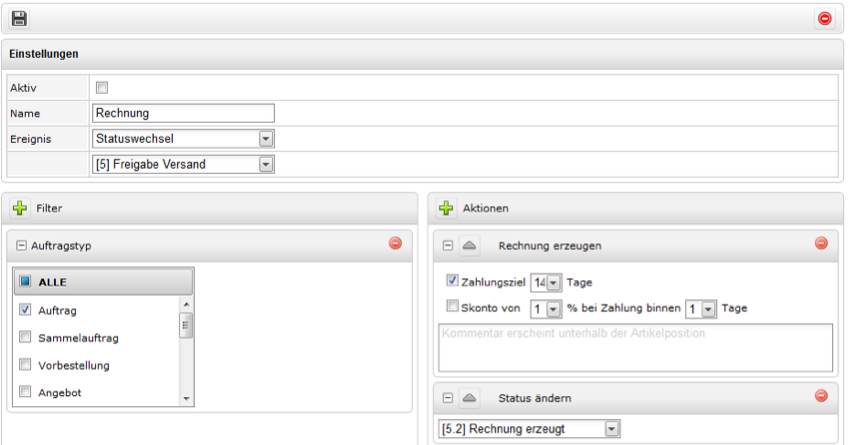 Einstellungen
Aktiv
Name Rechnung
Ereignis Statuswechsel
[5] Freigabe Versand
Filter
Auftragstyp
ALLE
Auftrag
Sammelauftrag
Vorbestellung
Angebot
Aktionen
Rechnung erzeugen
Zahlungsziel 14 Tage
Skonto von 1 % bei Zahlung binnen 1 Tage
Kommentar erscheint unterhalb der Artikelposition
Status ändern
[5.2] Rechnung erzeugt